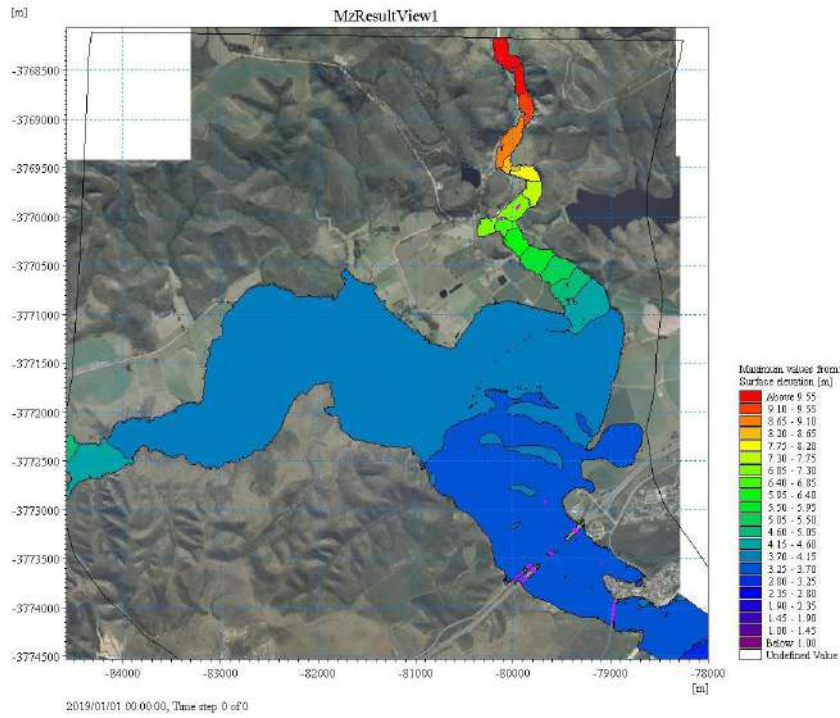 [m]
MzResultView1
-3768500
-3769000
-3769500
-3770000
-3770500
-3771000
-3771500
-3772000
-3772500
-3773000
-3773500
-3774000
-3774500
-84000
-83000
-82000
-81000
-80000
-79000
-78000
[m]
Maximum values from:
Surface elevation [m]
Above 9.55
9.10 - 9.55
8.65 - 9.10
8.20 - 8.65
7.75 - 8.20
7.30 - 7.75
6.85 - 7.30
6.40 - 6.85
5.95 - 6.40
5.50 - 5.95
5.05 - 5.50
4.60 - 5.05
4.15 - 4.60
3.70 - 4.15
3.25 - 3.70
2.80 - 3.25
2.35 - 2.80
1.90 - 2.35
1.45 - 1.90
1.00 - 1.45
Below 1.00
Undefined Value
2019/01/01 00:00:00, Time step 0 of 0